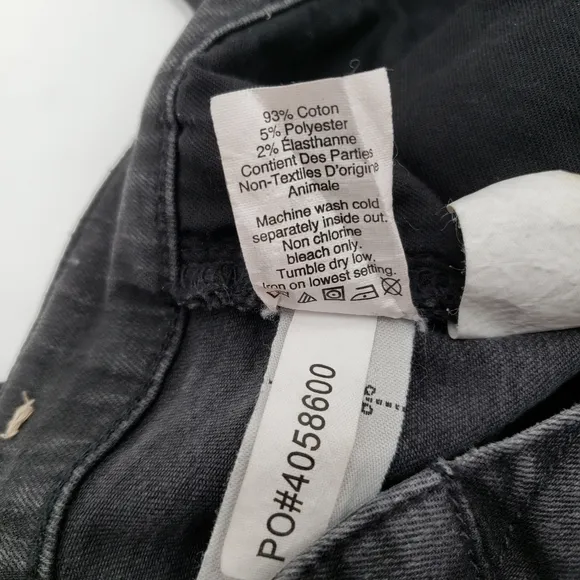 93% Coton
5% Polyester
2% Élasthanne
Contient Des Parties
Non-Textiles D'origine
Animale
Machine wash cold
separately inside out.
Non chlorine
bleach only.
Tumble dry low.
Iron on lowest setting.
PO#4058600